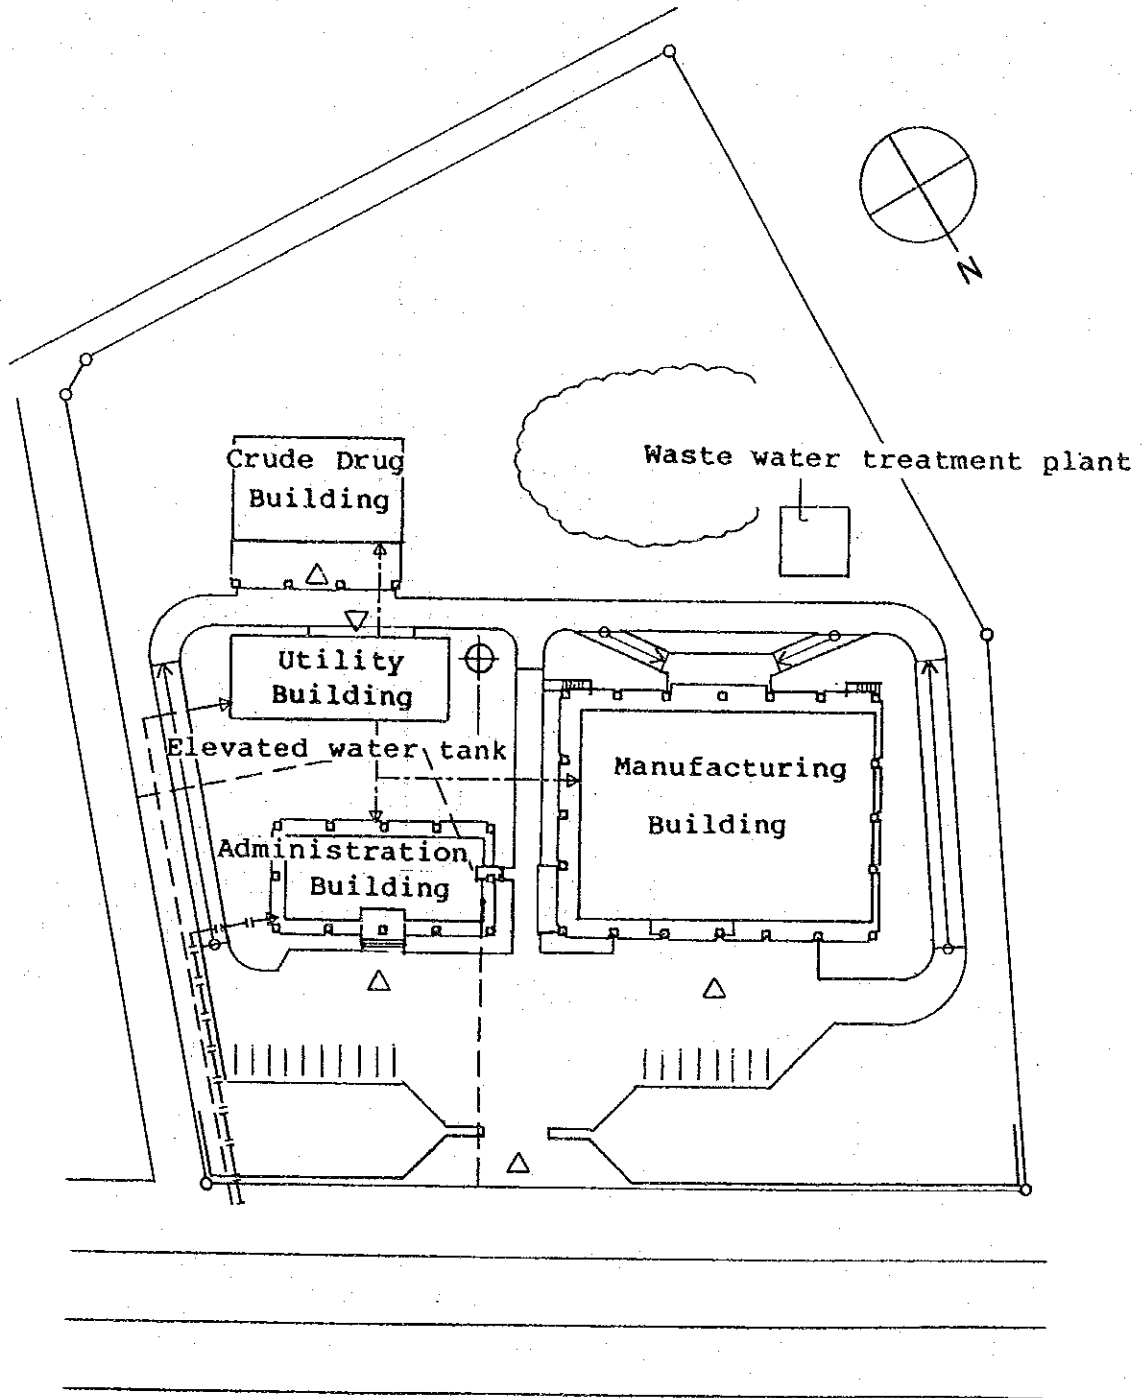 N
Crude Drug
Building
Waste water treatment plant
Utility
Building
Elevated water tank
Manufacturing
Building
Administration
Building